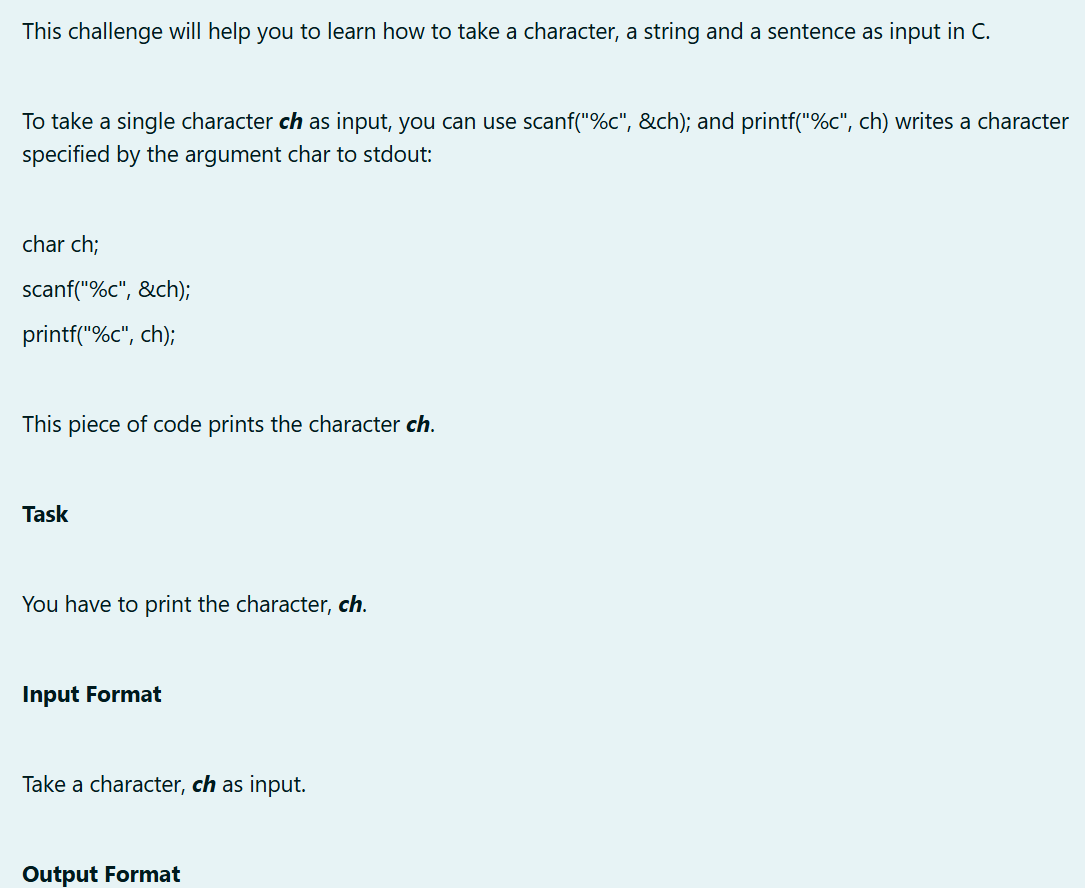 This challenge will help you to learn how to take a character, a string and a sentence as input in C.
To take a single character ch as input, you can use scanf("%c", &ch); and printf("%c", ch) writes a character
specified by the argument char to stdout:
char ch;
scanf("%c", &ch);
printf("%c", ch);
This piece of code prints the character ch.
Task
You have to print the character, ch.
Input Format
Take a character, ch as input.
Output Format